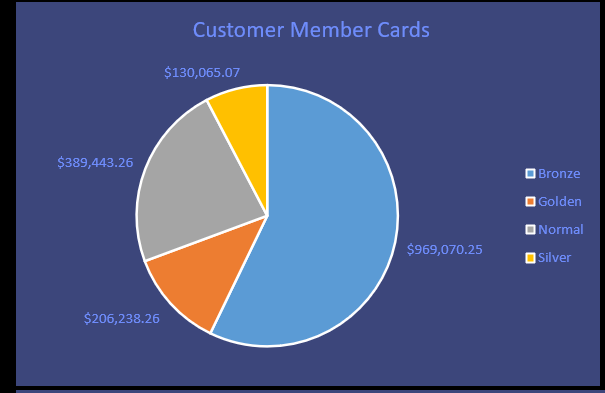 Customer Member Cards
$130,065.07
$389,443.26
$969,070.25
$206,238.26
Bronze
Golden
Normal
Silver